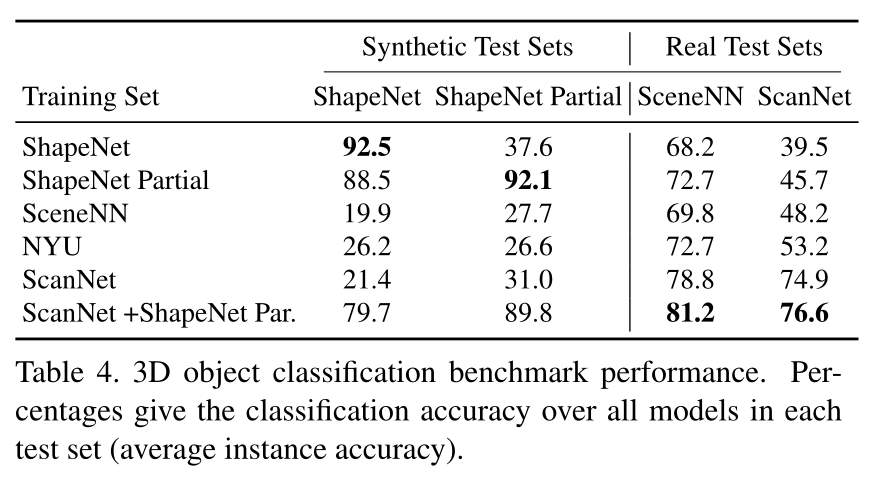 Synthetic Test Sets Real Test Sets
Training Set ShapeNet ShapeNet Partial SceneNN ScanNet
ShapeNet 92.5 37.6 68.2 39.5
ShapeNet Partial 88.5 92.1 72.7 45.7
SceneNN 19.9 27.7 69.8 48.2
NYU 26.2 26.6 72.7 53.2
ScanNet 21.4 31.0 78.8 74.9
ScanNet +ShapeNet Par. 79.7 89.8 81.2 76.6
Table 4. 3D object classification benchmark performance. Per-
centages give the classification accuracy over all models in each
test set (average instance accuracy).